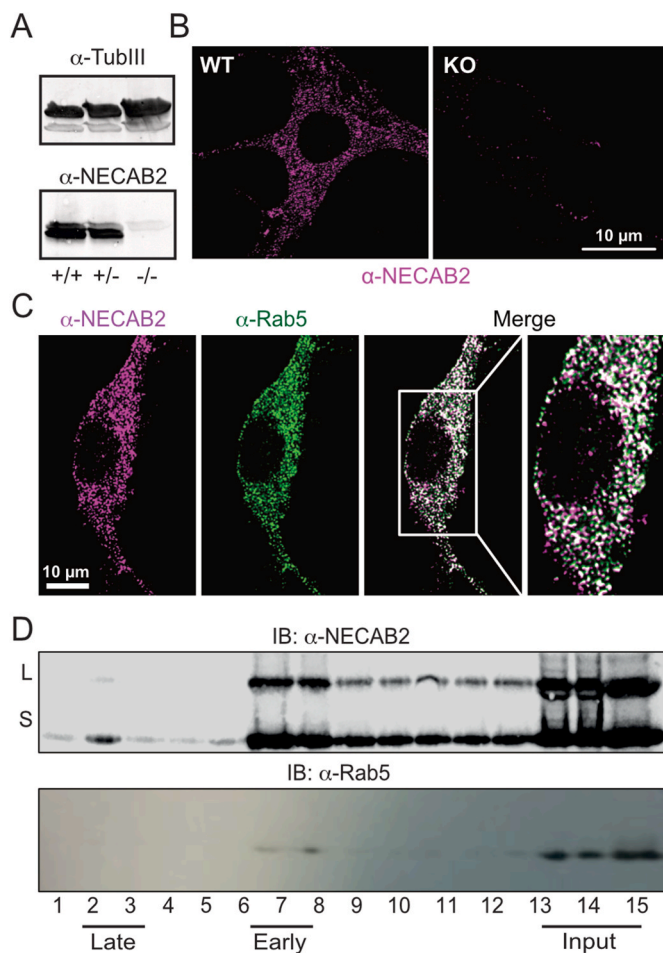 A
α-TubIII
α-NECAB2
+/+ +/- -/-
B
WT
KO
10 µm
α-NECAB2
C
α-NECAB2
α-Rab5
Merge
10 µm
D
IB: α-NECAB2
L
S
IB: α-Rab5
1 2 3 4 5 6 7 8 9 10 11 12 13 14 15
Late Early Input